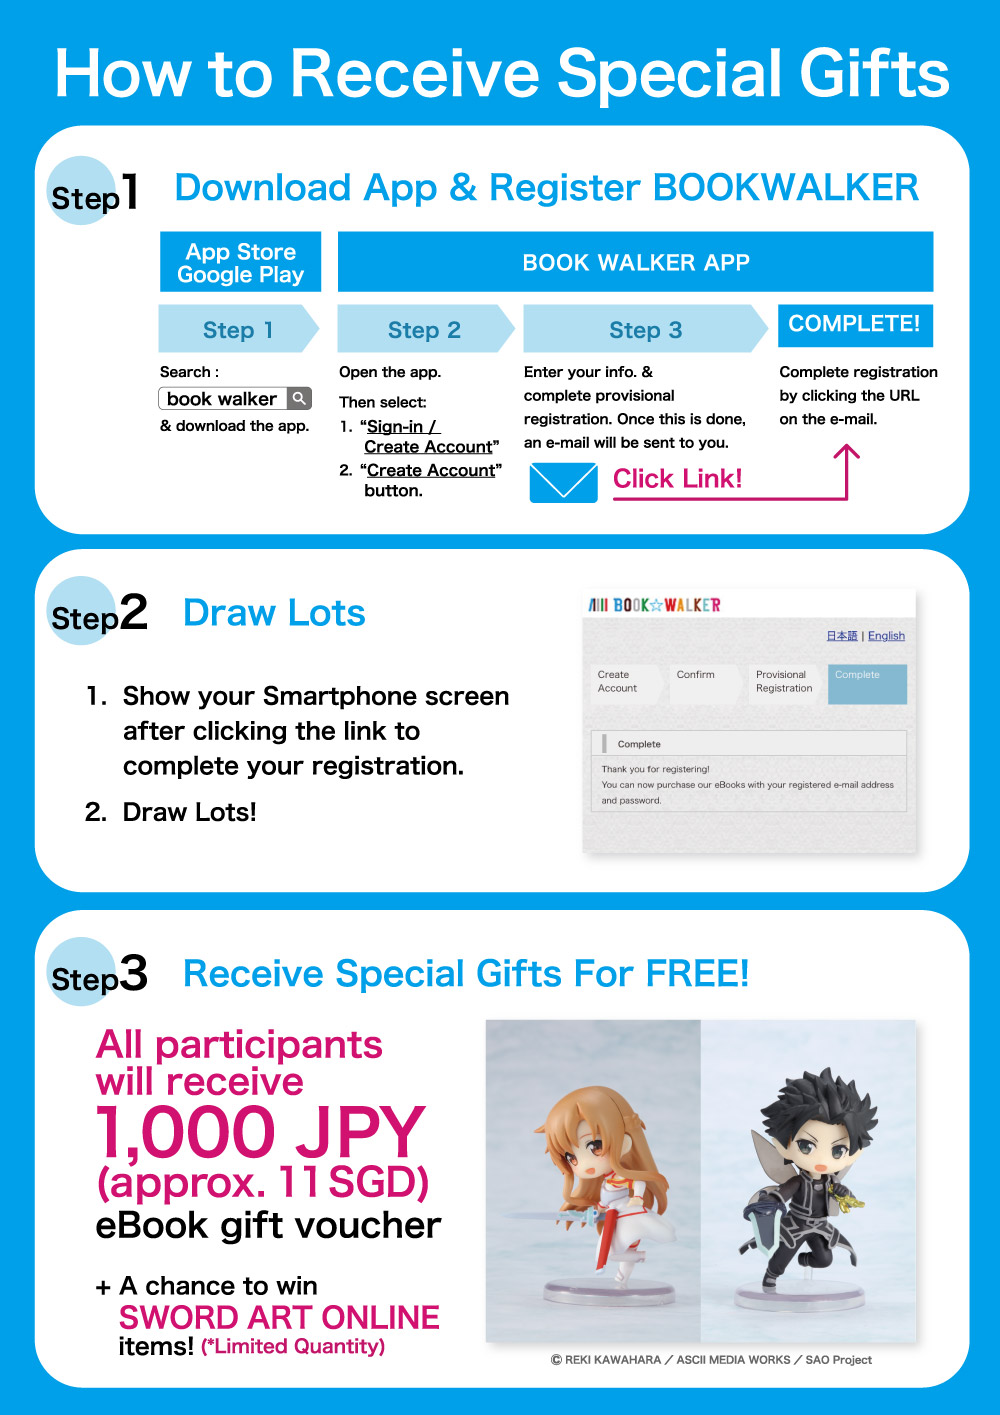 How to Receive Special Gifts
Step1
Download App & Register BOOKWALKER
App Store
Google Play
BOOK WALKER APP
Step 1
Step 2
Step 3
COMPLETE!
Search :
book walker
& download the app.
Open the app.
Then select:
1. “Sign-in /
Create Account”
2. “Create Account”
button.
Enter your info. &
complete provisional
registration. Once this is done,
an e-mail will be sent to you.
Click Link!
Complete registration
by clicking the URL
on the e-mail.
Step2
Draw Lots
1. Show your Smartphone screen
after clicking the link to
complete your registration.
2. Draw Lots!
BOOK☆WALKER
日本語 | English
Create
Account
Confirm
Provisional
Registration
Complete
Complete
Thank you for registering!
You can now purchase our eBooks with your registered e-mail address
and password.
Step3
Receive Special Gifts For FREE!
All participants
will receive
1,000 JPY
(approx. 11 SGD)
eBook gift voucher
+ A chance to win
SWORD ART ONLINE
items! (*Limited Quantity)
© REKI KAWAHARA / ASCII MEDIA WORKS / SAO Project